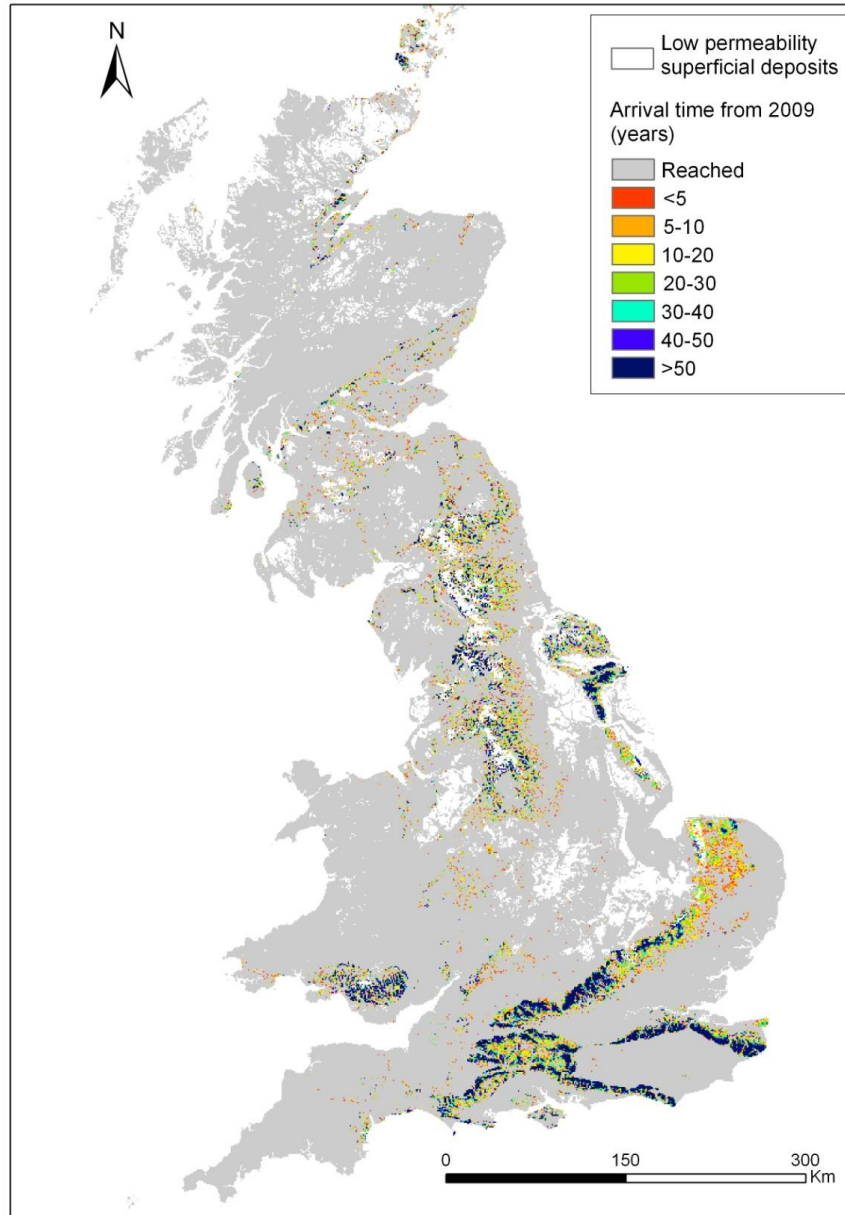 N
Low permeability
superficial deposits
Arrival time from 2009
(years)
Reached
<5
5-10
10-20
20-30
30-40
40-50
>50
0 150 300
Km